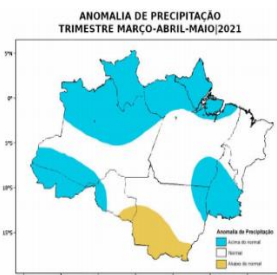 ANOMALIA DE PRECIPITAÇÃO
TRIMESTRE MARÇO-ABRIL-MAIO|2021
5°N
0°
5°S
10°S
15°S
Anomalia de Precipitação
Acima do normal
Normal
Abaixo do normal